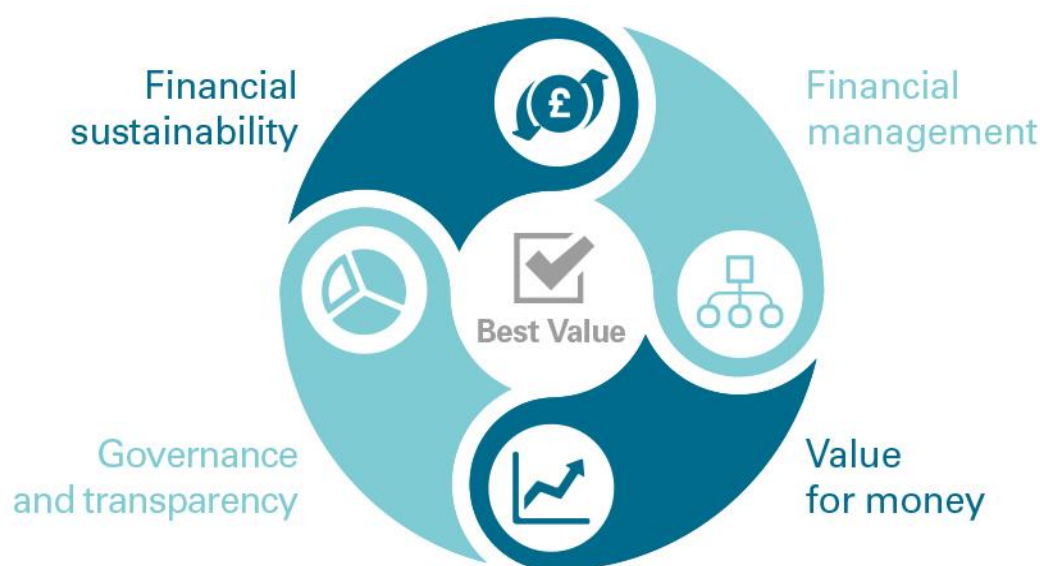 Financial
sustainability
Financial
management
£
Best Value
Governance
and transparency
Value
for money